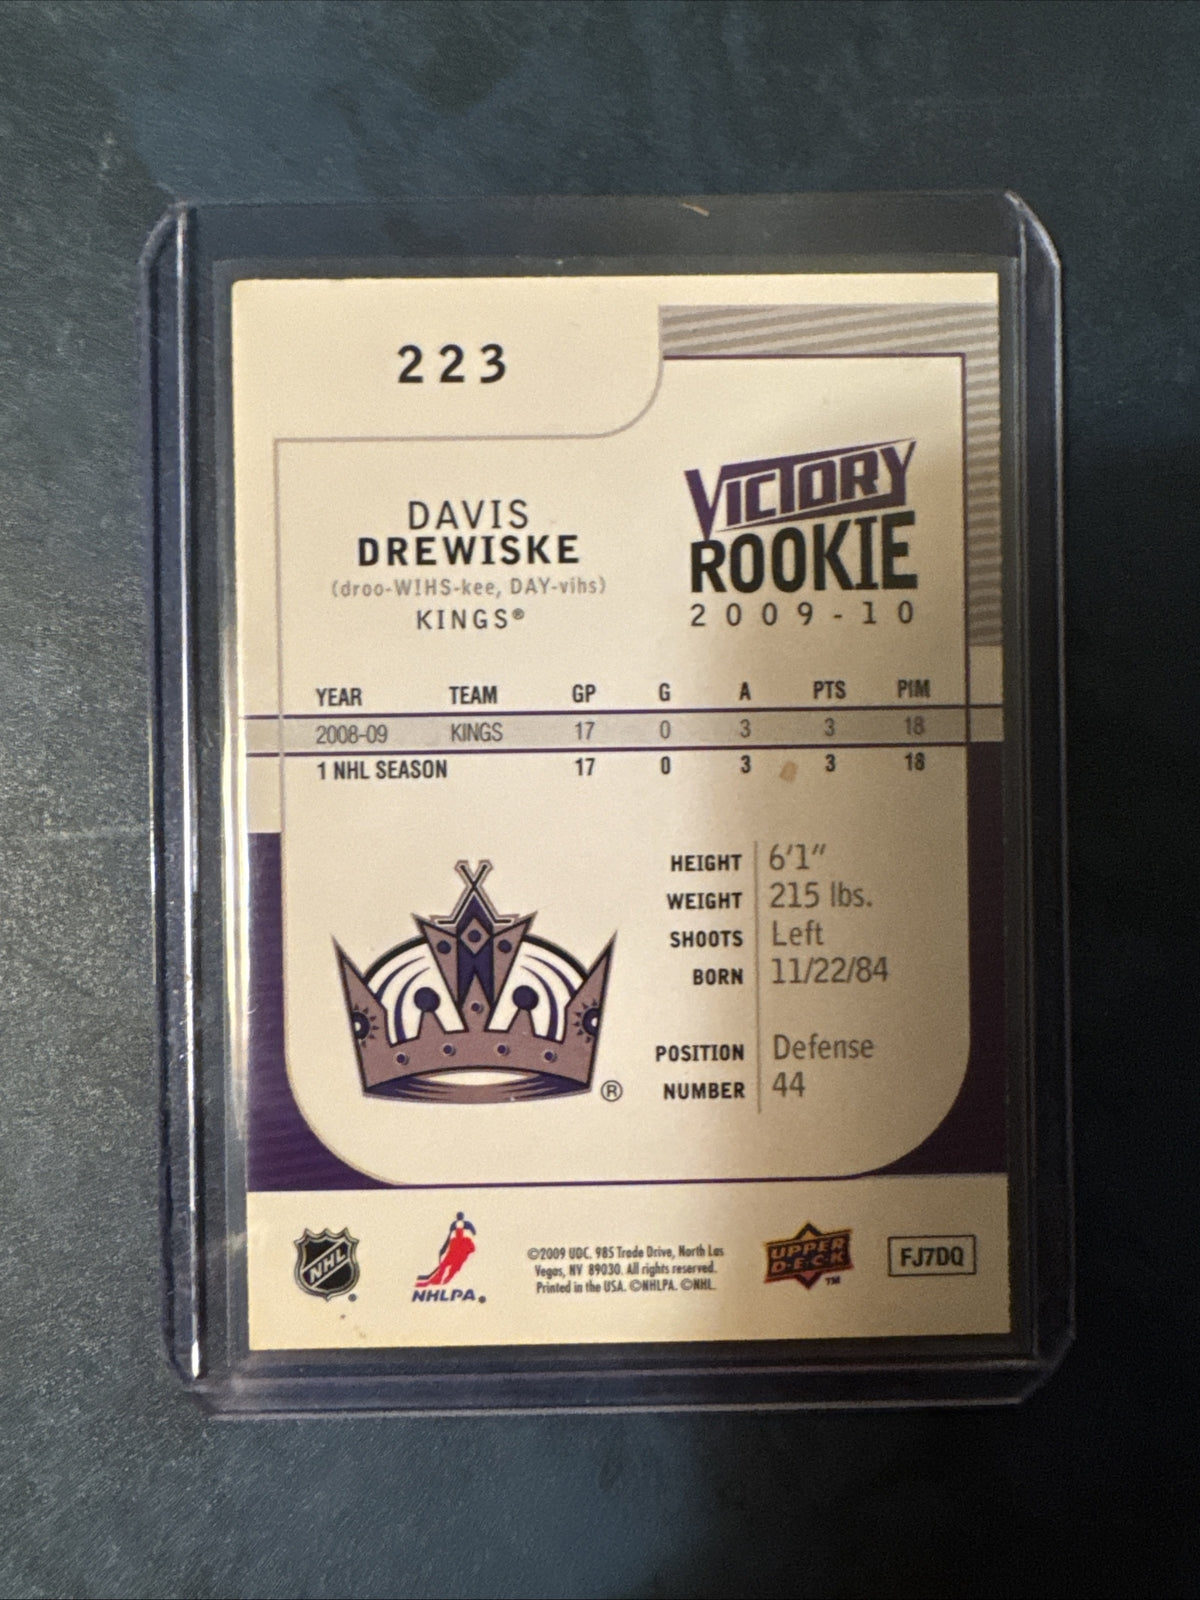 223
VICTORY
ROOKIE
2009-10
DAVIS
DREWISKE
(droo-WIHS-kee, DAY-vihs)
KINGS®
YEAR TEAM GP G A PTS PIM
2008-09 KINGS 17 0 3 3 18
1 NHL SEASON 17 0 3 3 18
HEIGHT 6'1"
WEIGHT 215 lbs.
SHOOTS Left
BORN 11/22/84
POSITION Defense
NUMBER 44
®
NHL
NHLPA®
©2009 UDC. 985 Trade Drive, North Las
Vegas, NV 89030. All rights reserved.
Printed in the USA. ©NHLPA. ©NHL.
UPPER
DECK
TM
FJ7DQ